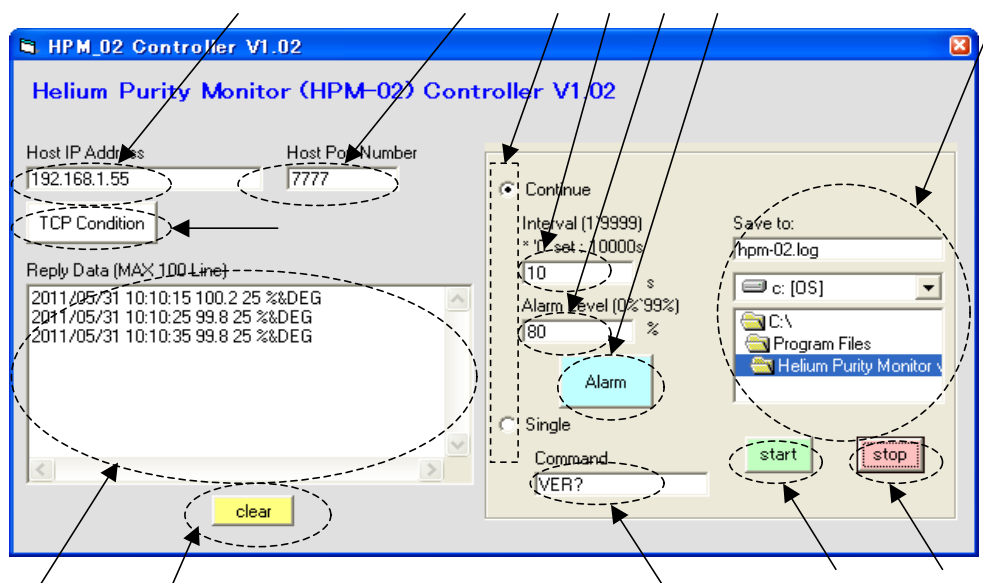 HPM_02 Controller V1.02
Helium Purity Monitor (HPM-02) Controller V1.02
Host IP Address
Host Port Number
192.168.1.55
7777
TCP Condition
Reply Data (MAX 100 Line)
2011/05/31 10:10:15 100.2 25 %&DEG
2011/05/31 10:10:25 99.8 25 %&DEG
2011/05/31 10:10:35 99.8 25 %&DEG
clear
Continue
Interval (1~9999)
* '0' set : 10000s
10
s
Alarm Level (0%~99%)
80
%
Alarm
Single
Command
VER?
Save to:
/hpm-02.log
c: [OS]
C:\
Program Files
Helium Purity Monitor
start
stop